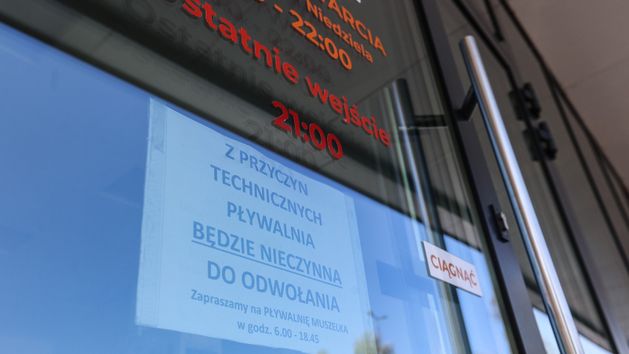 ARCIA
Niedziela
- 22:00
Ostatnie wejście
21:00
Z PRZYCZYN
TECHNICZNYCH
PŁYWALNIA
BĘDZIE NIECZYNNA
DO ODWOŁANIA
Zapraszamy na PŁYWALNIĘ MUSZELKA
w godz. 6.00 - 18.45
CIĄGNĄĆ